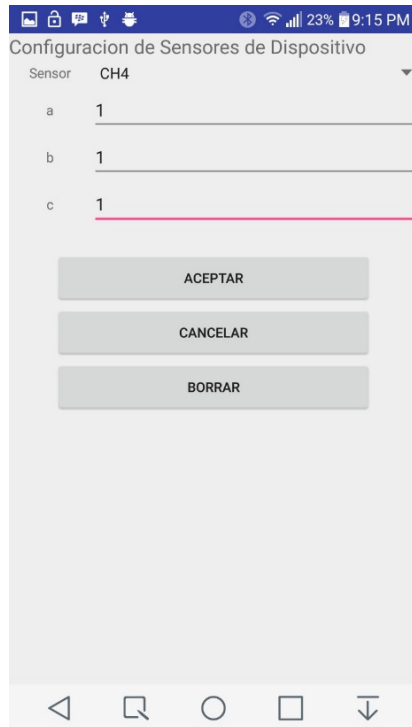 23% 9:15 PM
Configuracion de Sensores de Dispositivo
Sensor CH4
a 1
b 1
c 1
ACEPTAR
CANCELAR
BORRAR